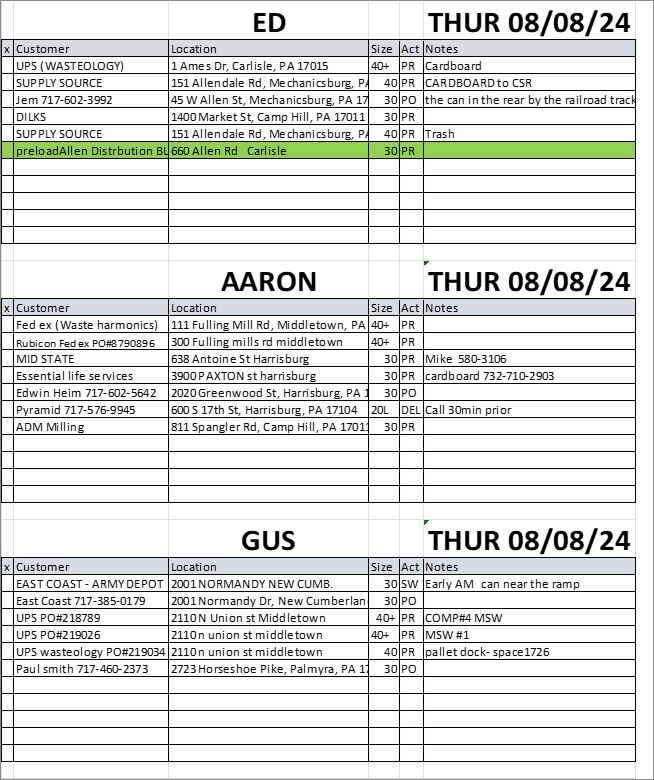 ED THUR 08/08/24
x Customer Location Size Act Notes
UPS (WASTEOLOGY) 1 Ames Dr, Carlisle, PA 17015 40+ PR Cardboard
SUPPLY SOURCE 151 Allendale Rd, Mechanicsburg, PA 40 PR CARDBOARD to CSR
Jem 717-602-3992 45 W Allen St, Mechanicsburg, PA 17 30 PO the can in the rear by the railroad track
DILKS 1400 Market St, Camp Hill, PA 17011 30 PR
SUPPLY SOURCE 151 Allendale Rd, Mechanicsburg, PA 40 PR Trash
preloadAllen Distrbution BL 660 Allen Rd Carlisle 30 PR
AARON THUR 08/08/24
x Customer Location Size Act Notes
Fed ex (Waste harmonics) 111 Fulling Mill Rd, Middletown, PA 40+ PR
Rubicon Fedex PO#8790896 300 Fulling mills rd middletown 40+ PR
MID STATE 638 Antoine St Harrisburg 30 PR Mike 580-3106
Essential life services 3900 PAXTON st harrisburg 30 PR cardboard 732-710-2903
Edwin Heim 717-602-5642 2020 Greenwood St, Harrisburg, PA 1 30 PO
Pyramid 717-576-9945 600 S 17th St, Harrisburg, PA 17104 20L DEL Call 30min prior
ADM Milling 811 Spangler Rd, Camp Hill, PA 17011 30 PR
GUS THUR 08/08/24
x Customer Location Size Act Notes
EAST COAST - ARMY DEPOT 2001 NORMANDY NEW CUMB. 30 SW Early AM can near the ramp
East Coast 717-385-0179 2001 Normandy Dr, New Cumberlan 30 PO
UPS PO#218789 2110 N Union st Middletown 40+ PR COMP#4 MSW
UPS PO#219026 2110 n union st middletown 40+ PR MSW #1
UPS wasteology PO#219034 2110 n union st middletown 40 PR pallet dock- space1726
Paul smith 717-460-2373 2723 Horseshoe Pike, Palmyra, PA 17 30 PO